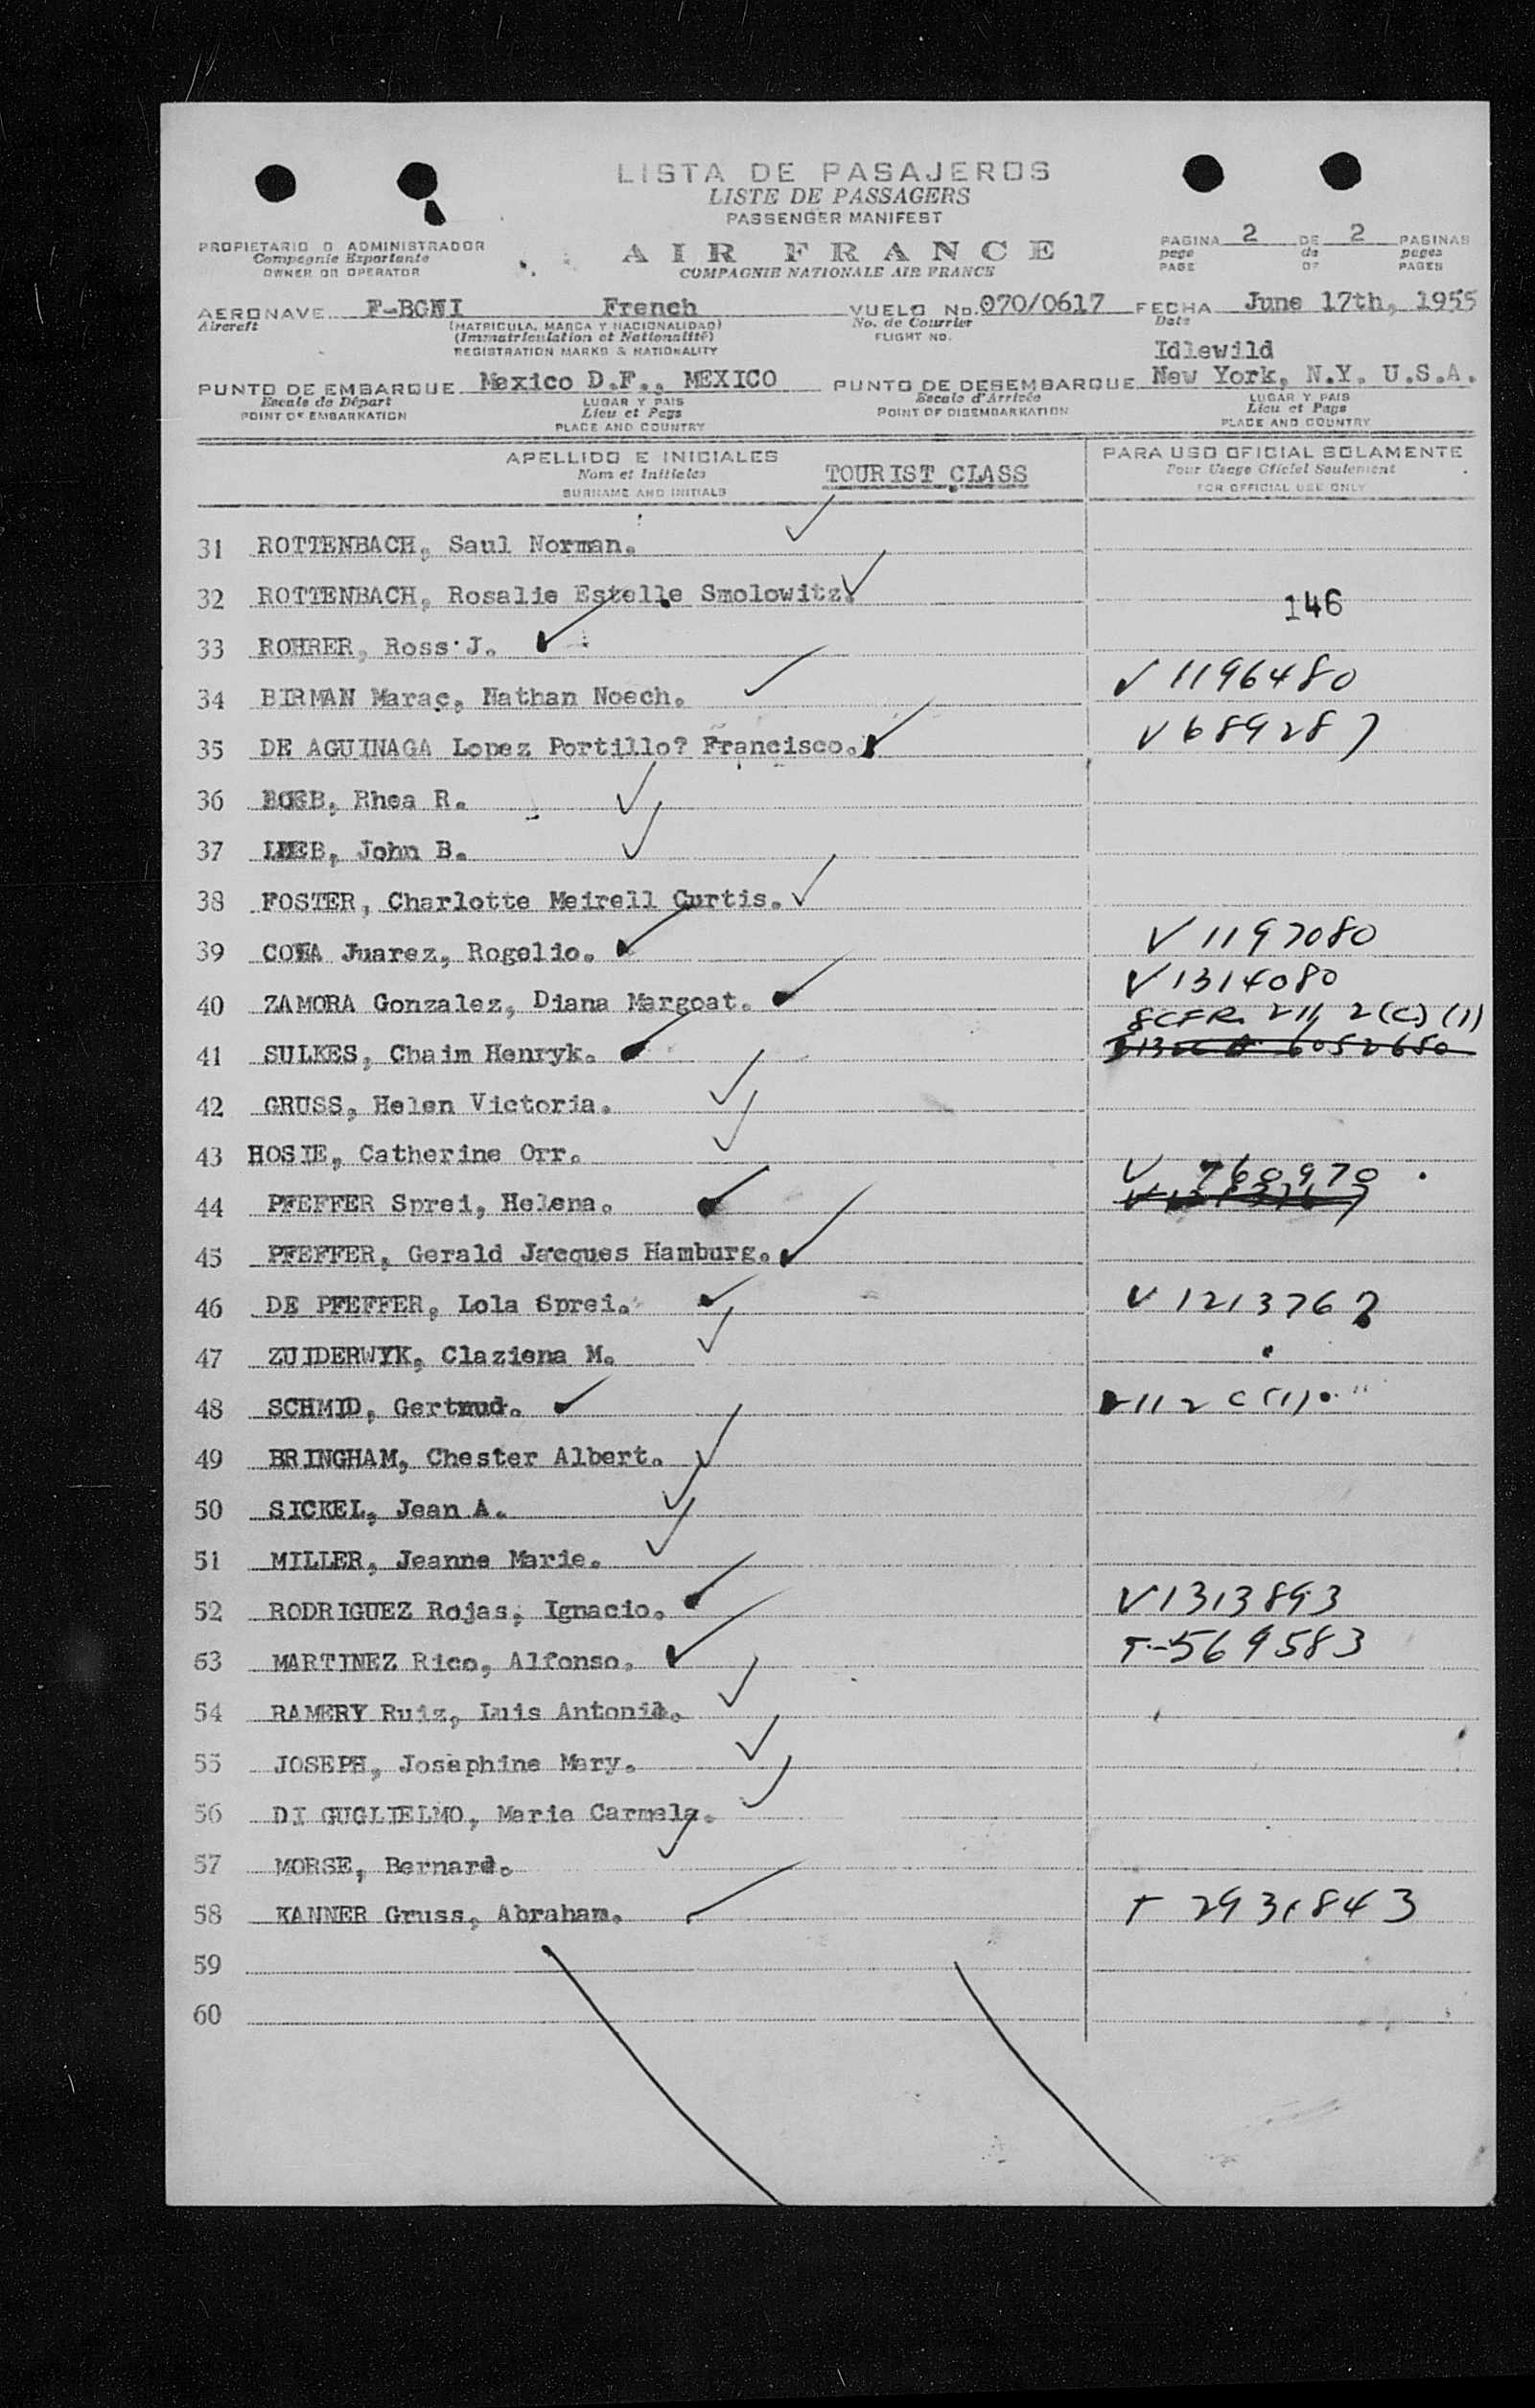 LISTA DE PASAJEROS
LISTE DE PASSAGERS
PASSENGER MANIFEST
PROPIETARIO O ADMINISTRADOR
Compagnie Exportante
OWNER OR OPERATOR
AIR FRANCE
COMPAGNIE NATIONALE AIR FRANCE
PAGINA 2 DE 2 PAGINAS
page de pages
PAGE OF PAGES
AERONAVE F-BGNI French VUELO No. 070/0617 FECHA June 17th, 1955
Aircraft (MATRICULA, MARCA Y NACIONALIDAD) No. de Courrier Date
(Immatriculation et Nationalité) FLIGHT NO.
REGISTRATION MARKS & NATIONALITY
Idlewild
PUNTO DE EMBARQUE Mexico D.F., MEXICO PUNTO DE DESEMBARQUE New York, N.Y. U.S.A.
Escale de Départ LUGAR Y PAIS Escale d'Arrivée LUGAR Y PAIS
POINT OF EMBARKATION Lieu et Pays POINT OF DISEMBARKATION Lieu et Pays
PLACE AND COUNTRY PLACE AND COUNTRY
APELLIDO E INICIALES PARA USO OFICIAL SOLAMENTE
Nom et Initiales TOURIST CLASS Pour Usage Oficiel Seulement
SURNAME AND INITIALS FOR OFFICIAL USE ONLY
31 ROTTENBACH, Saul Norman.
32 ROTTENBACH, Rosalie Estelle Smolowitz. 146
33 ROHRER, Ross J.
34 BIRMAN Marac, Nathan Noech. V 1196480
35 DE AGUINAGA Lopez Portillo? Francisco. V 689287
36 Rhea R.
37 John B.
38 FOSTER, Charlotte Meirell Curtis.
39 Juarez, Rogelio. V 1197080
40 ZAMORA Gonzalez, Diana Margoat. V 1314080
8CFR. 211, 2(C) (1)
41 SULKES, Chaim Henryk.
42 GRUSS, Helen Victoria.
43 HOSIE, Catherine Orr.
44 PFEFFER Sprei, Helena. V 760970
45 PFEFFER, Gerald Jacques Hamburg.
46 DE PFEFFER, Lola Sprei. V 121376
47 ZUIDERWYK, Claziena M.
48 SCHMID, Gertrud. 211 2 C (1)
49 BRINGHAM, Chester Albert.
50 SICKEL, Jean A.
51 MILLER, Jeanne Marie.
52 RODRIGUEZ Rojas, Ignacio. V 1313893
53 MARTINEZ Rico, Alfonso. T-569583
54 RAMERY Ruiz, Luis
55 JOSEPH, Josephine Mary.
56 DI GUGLIELMO, Maria Carmela.
57 MORSE, Bernard.
58 KANNER Gruss, Abraham. T 2931843
59
60